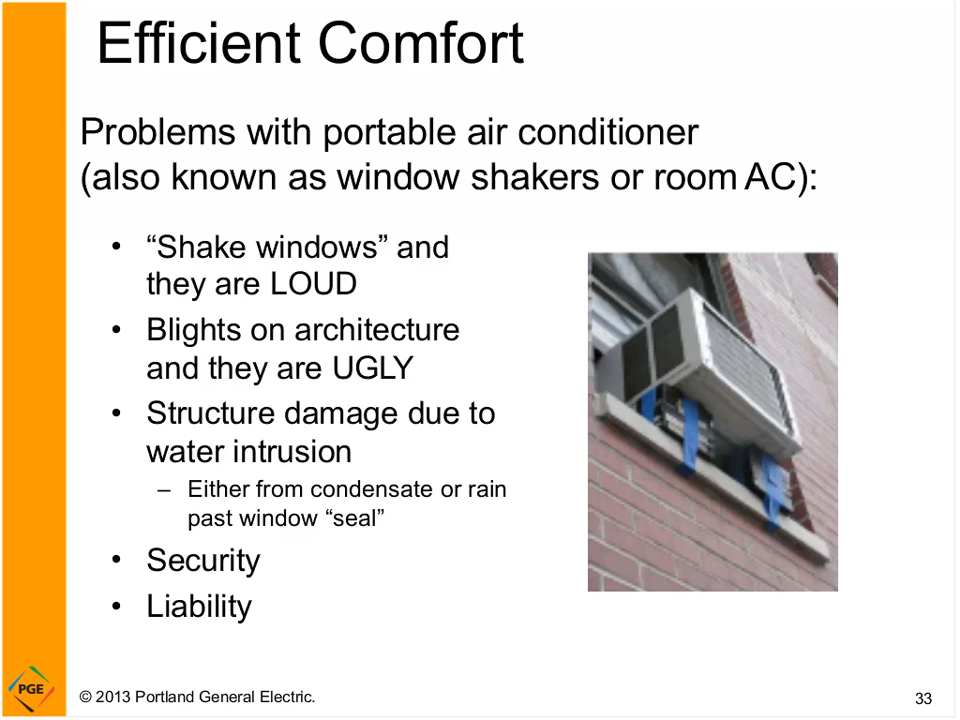 Efficient Comfort
Problems with portable air conditioner
(also known as window shakers or room AC):
• “Shake windows” and
they are LOUD
• Blights on architecture
and they are UGLY
• Structure damage due to
water intrusion
– Either from condensate or rain
past window “seal”
• Security
• Liability
PGE
© 2013 Portland General Electric.
33